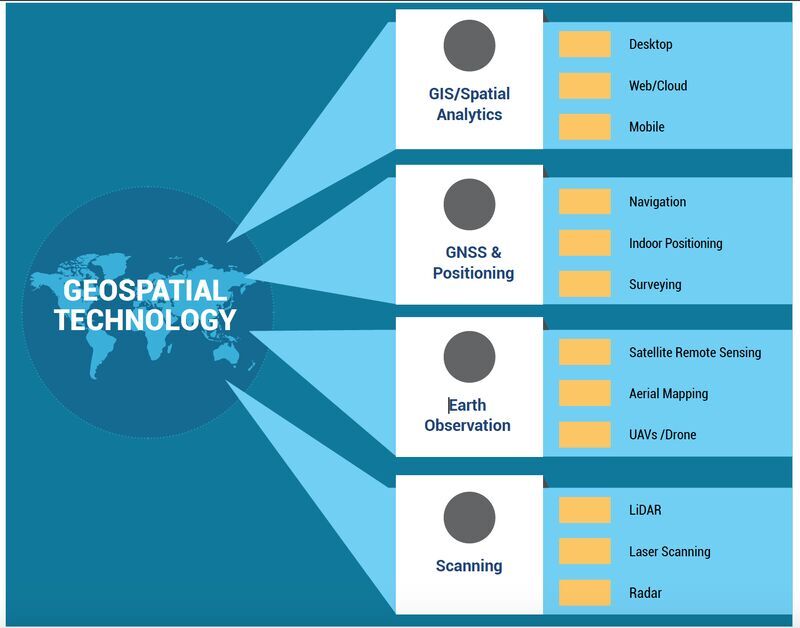 GEOSPATIAL
TECHNOLOGY
GIS/Spatial
Analytics
Desktop
Web/Cloud
Mobile
GNSS &
Positioning
Navigation
Indoor Positioning
Surveying
Earth
Observation
Satellite Remote Sensing
Aerial Mapping
UAVs /Drone
Scanning
LiDAR
Laser Scanning
Radar